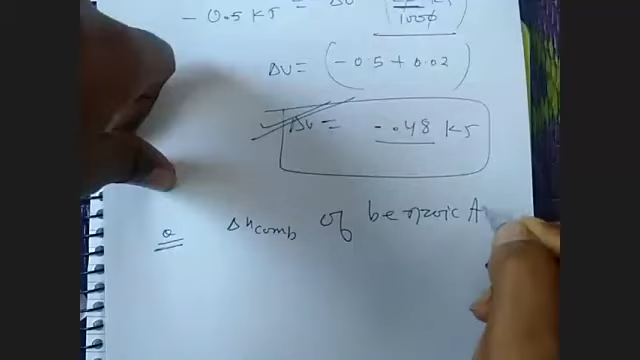 - 0.5 KJ =
1000
ΔU = (- 0.5 + 0.02)
ΔU = - .48 KJ
Q ΔHcomb of benzoic A